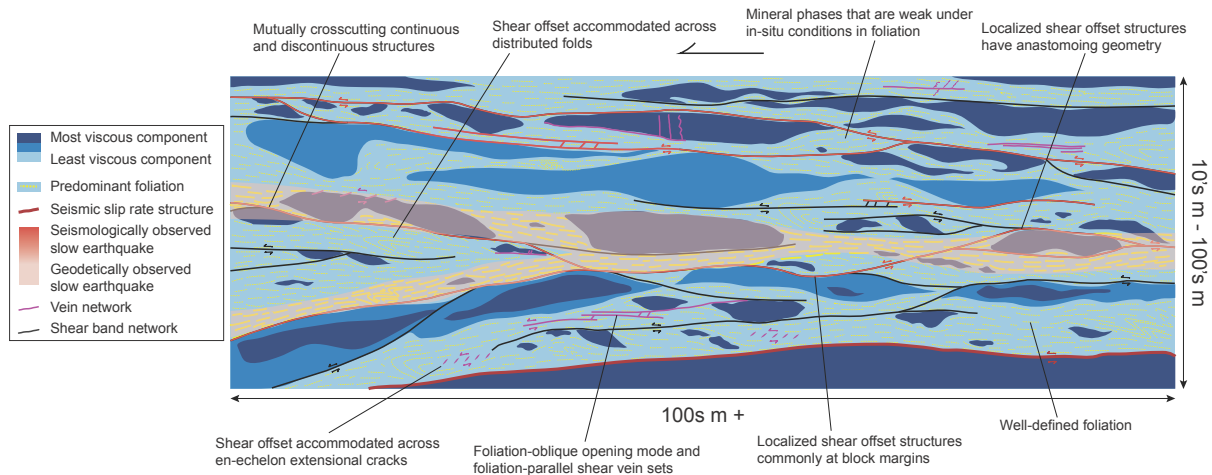 Mutually crosscutting continuous
and discontinuous structures
Shear offset accommodated across
distributed folds
Mineral phases that are weak under
in-situ conditions in foliation
Localized shear offset structures
have anastomoing geometry
Most viscous component
Least viscous component
Predominant foliation
Seismic slip rate structure
Seismologically observed
slow earthquake
Geodetically observed
slow earthquake
Vein network
Shear band network
10's m - 100's m
100s m +
Shear offset accommodated across
en-echelon extensional cracks
Foliation-oblique opening mode and
foliation-parallel shear vein sets
Localized shear offset structures
commonly at block margins
Well-defined foliation